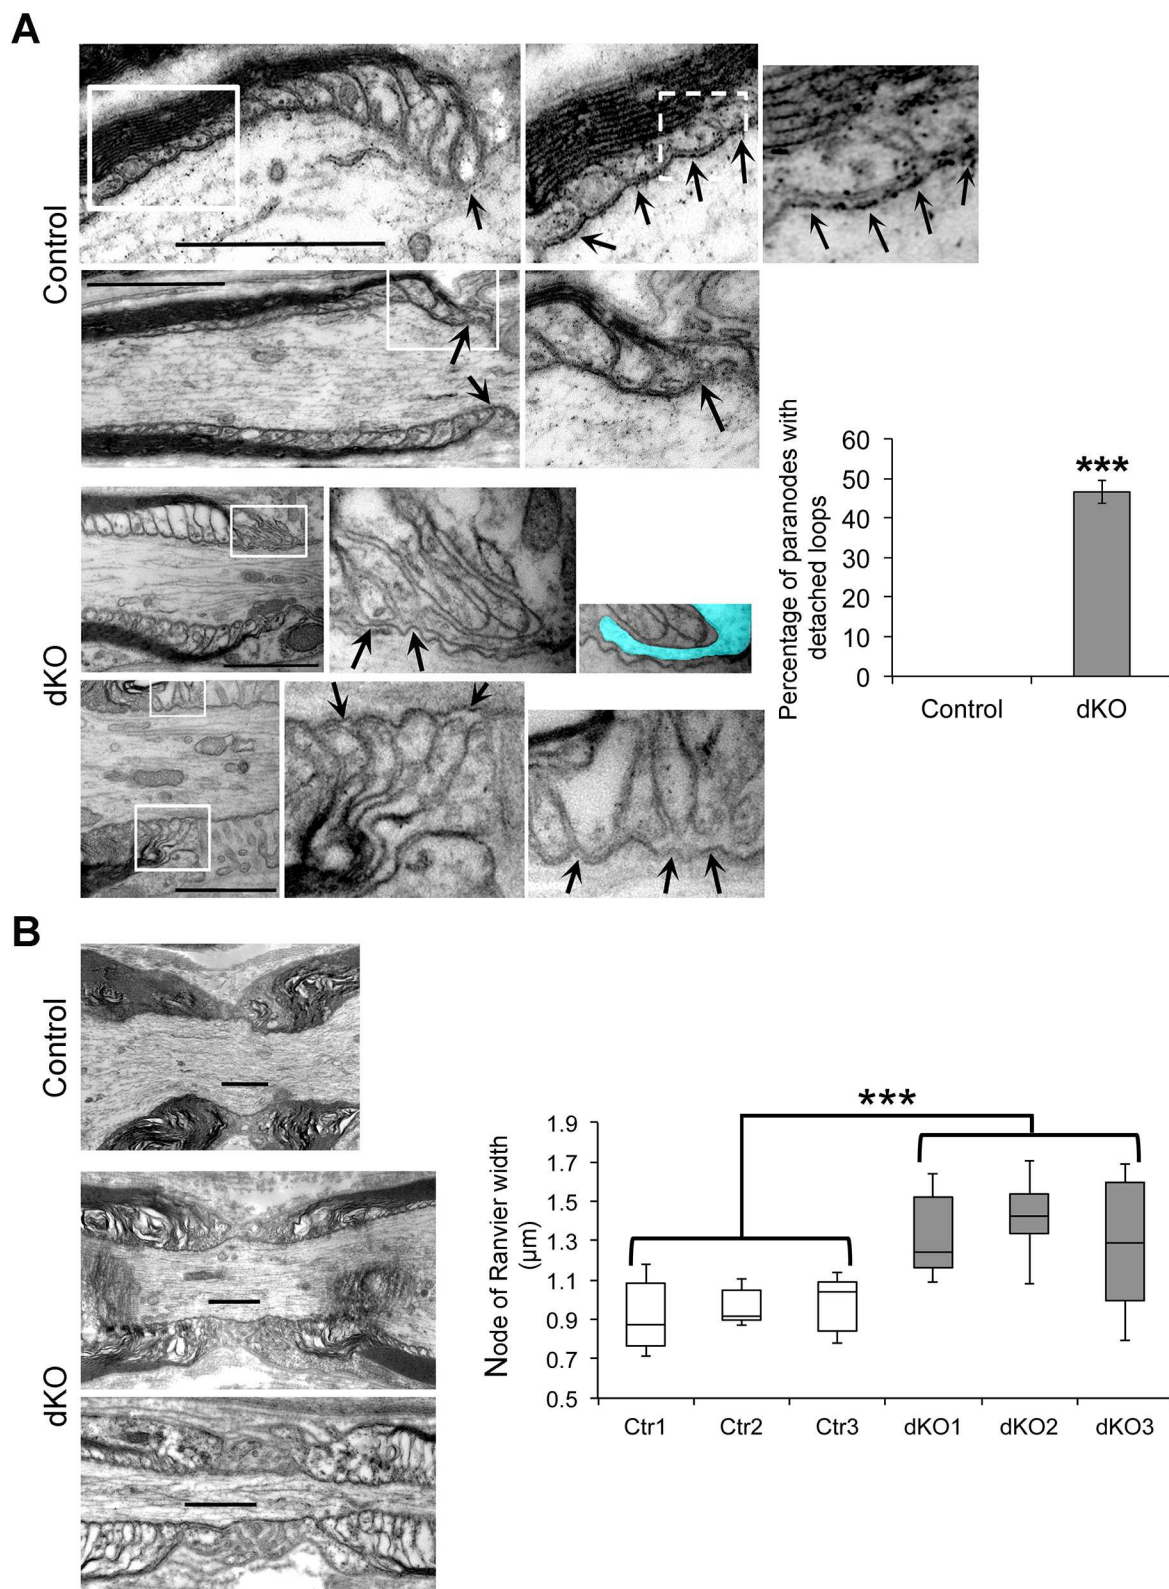 A
Control
dKO
Percentage of paranodes with
detached loops
60
50
40
30
20
10
0
***
Control
dKO
B
Control
dKO
Node of Ranvier width
(μm)
***
1.9
1.7
1.5
1.3
1.1
0.9
0.7
0.5
Ctr1
Ctr2
Ctr3
dKO1
dKO2
dKO3